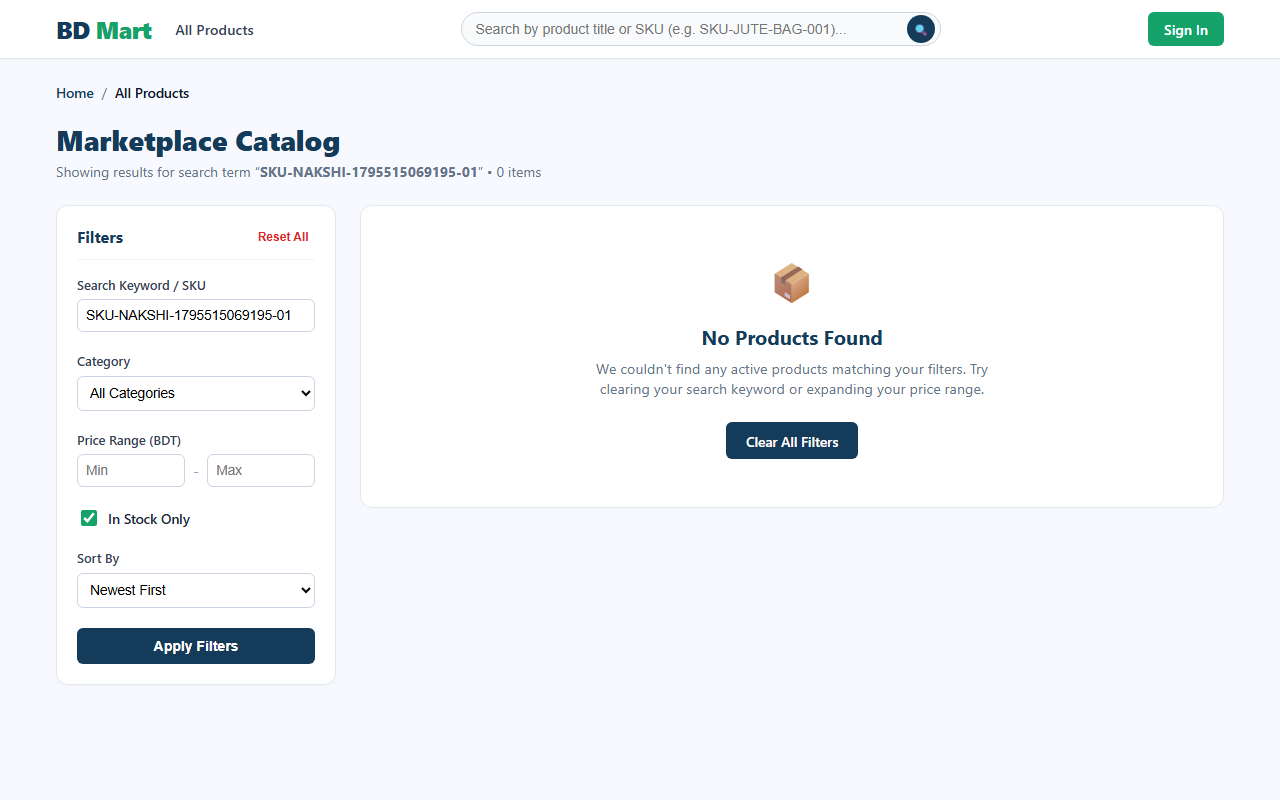 BD Mart
All Products
Search by product title or SKU (e.g. SKU-JUTE-BAG-001)...
Sign In
Home / All Products
Marketplace Catalog
Showing results for search term “SKU-NAKSHI-1795515069195-01” • 0 items
Filters
Reset All
Search Keyword / SKU
SKU-NAKSHI-1795515069195-01
Category
All Categories
Price Range (BDT)
Min - Max
In Stock Only
Sort By
Newest First
Apply Filters
No Products Found
We couldn't find any active products matching your filters. Try
clearing your search keyword or expanding your price range.
Clear All Filters